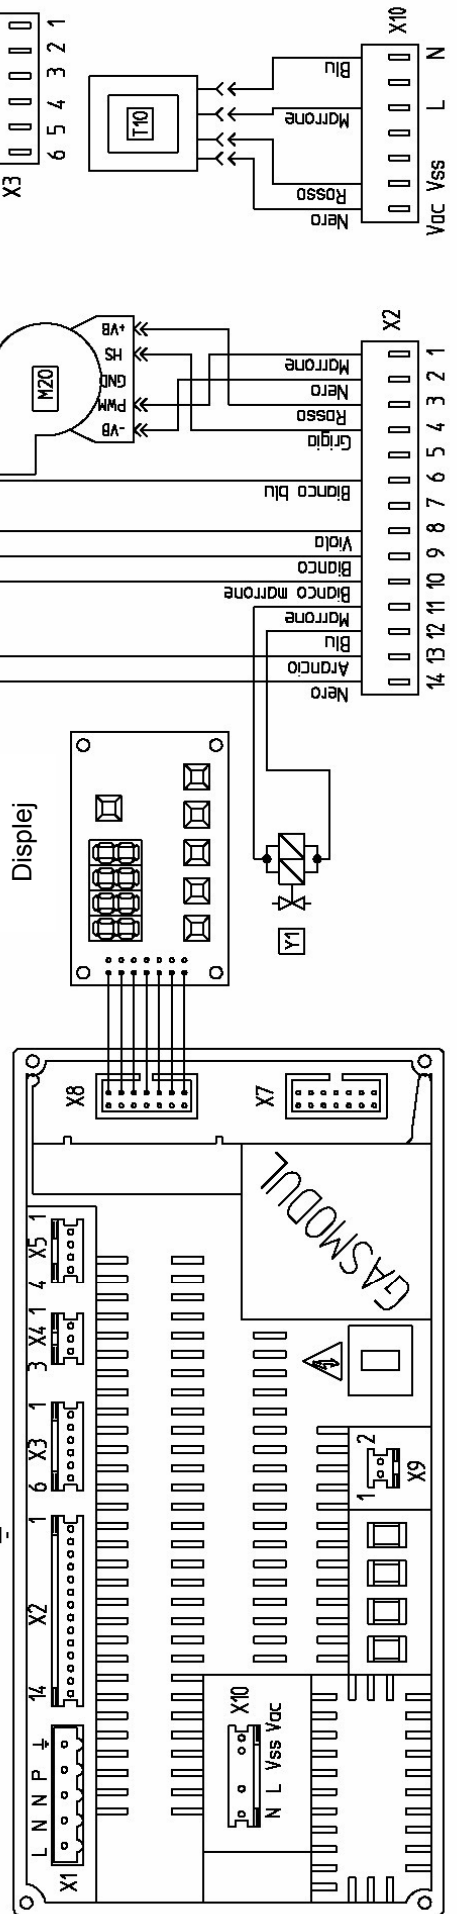 X3
1
2
3
4
5
6
T10
X10
N
L
Vss
Vac
Blu
Marrone
Rosso
Nero
M20
+VB
HS
GND
PWM
-VB
X2
1
2
3
4
5
6
7
8
9
10
11
12
13
14
Marrone
Nero
Rosso
Grigio
Bianco blu
Viola
Bianco
Bianco marrone
Marrone
Blu
Arancio
Nero
Displej
Y1
X8
X7
GASMODUL
X5
4 1
X4
3 1
X3
6 1
X2
14 1
X1
L N N P
X10
N L Vss Vac
X9
1 2